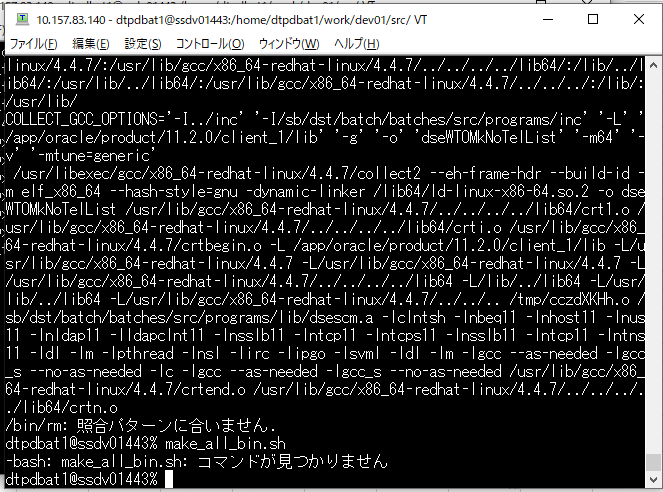 10.157.83.140 - dtpdbat1@ssdv01443:/home/dtpdbat1/work/dev01/src/ VT
ファイル(F) 編集(E) 設定(S) コントロール(O) ウィンドウ(W) ヘルプ(H)
linux/4.4.7/:/usr/lib/gcc/x86_64-redhat-linux/4.4.7/../../../../lib64/:/lib/../l
ib64/:/usr/lib/../lib64/:/usr/lib/gcc/x86_64-redhat-linux/4.4.7/../../../:/lib/:
/usr/lib/
COLLECT_GCC_OPTIONS='-I../inc' '-I/sb/dst/batch/batches/src/programs/inc' '-L' '
/app/oracle/product/11.2.0/client_1/lib' '-g' '-o' 'dseWTOMkNoTelList' '-m64' '-
v' '-mtune=generic'
/usr/libexec/gcc/x86_64-redhat-linux/4.4.7/collect2 --eh-frame-hdr --build-id -
m elf_x86_64 --hash-style=gnu -dynamic-linker /lib64/ld-linux-x86-64.so.2 -o dse
WTOMkNoTelList /usr/lib/gcc/x86_64-redhat-linux/4.4.7/../../../../lib64/crt1.o /
usr/lib/gcc/x86_64-redhat-linux/4.4.7/../../../../lib64/crti.o /usr/lib/gcc/x86_
64-redhat-linux/4.4.7/crtbegin.o -L /app/oracle/product/11.2.0/client_1/lib -L/u
sr/lib/gcc/x86_64-redhat-linux/4.4.7 -L/usr/lib/gcc/x86_64-redhat-linux/4.4.7 -L
/usr/lib/gcc/x86_64-redhat-linux/4.4.7/../../../../lib64 -L/lib/../lib64 -L/usr/
lib/../lib64 -L/usr/lib/gcc/x86_64-redhat-linux/4.4.7/../../.. /tmp/cczdXKHh.o /
sb/dst/batch/batches/src/programs/lib/dsescm.a -lclntsh -lnbeq11 -lnhost11 -lnus
11 -lnldap11 -lldapclnt11 -lnsslb11 -lntcp11 -lntcps11 -lnsslb11 -lntcp11 -lntns
11 -ldl -lm -lpthread -lnsl -lirc -lipgo -lsvml -ldl -lm -lgcc --as-needed -lgcc
_s --no-as-needed -lc -lgcc --as-needed -lgcc_s --no-as-needed /usr/lib/gcc/x86_
64-redhat-linux/4.4.7/crtend.o /usr/lib/gcc/x86_64-redhat-linux/4.4.7/../../../.
./lib64/crtn.o
/bin/rm: 照合パターンに合いません.
dtpdbat1@ssdv01443% make_all_bin.sh
-bash: make_all_bin.sh: コマンドが見つかりません
dtpdbat1@ssdv01443%